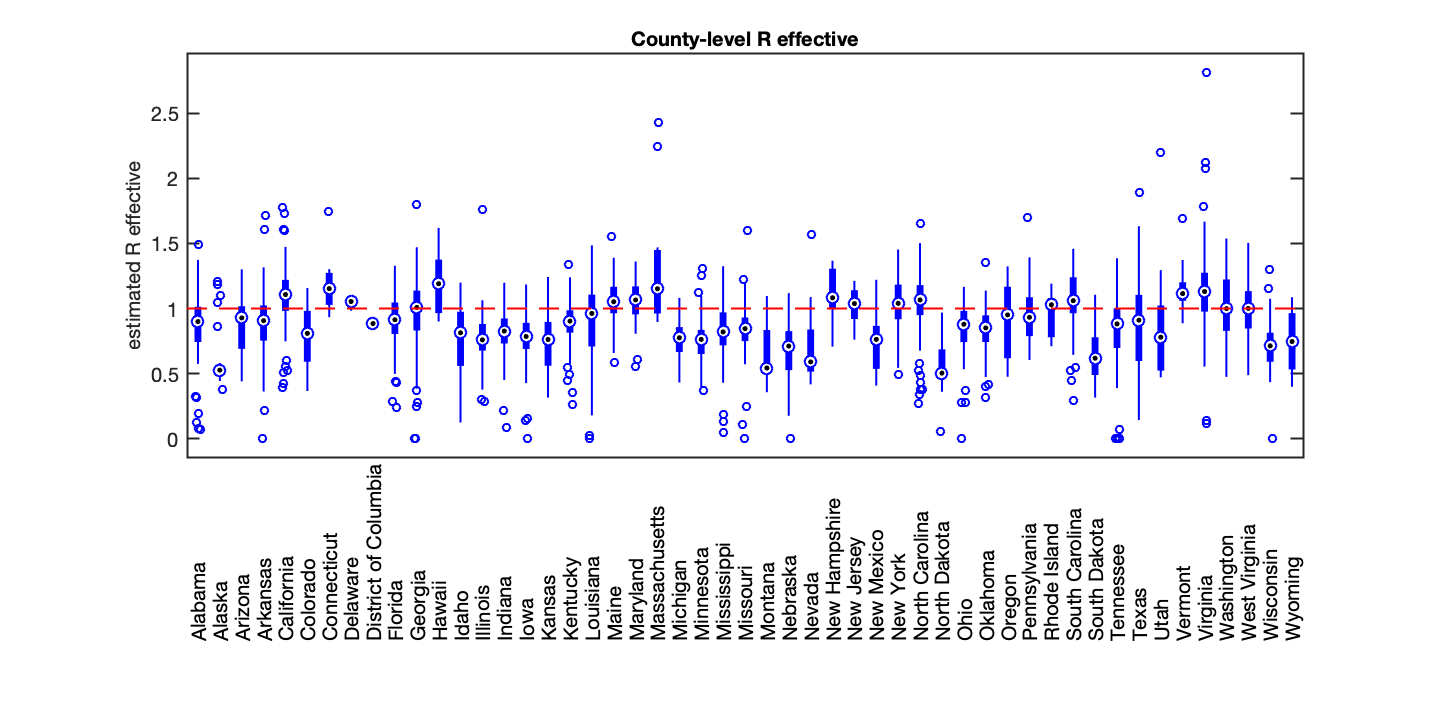 County-level R effective
estimated R effective
2.5
2
1.5
1
0.5
0
Alabama
Alaska
Arizona
Arkansas
California
Colorado
Connecticut
Delaware
District of Columbia
Florida
Georgia
Hawaii
Idaho
Illinois
Indiana
Iowa
Kansas
Kentucky
Louisiana
Maine
Maryland
Massachusetts
Michigan
Minnesota
Mississippi
Missouri
Montana
Nebraska
Nevada
New Hampshire
New Jersey
New Mexico
New York
North Carolina
North Dakota
Ohio
Oklahoma
Oregon
Pennsylvania
Rhode Island
South Carolina
South Dakota
Tennessee
Texas
Utah
Vermont
Virginia
Washington
West Virginia
Wisconsin
Wyoming